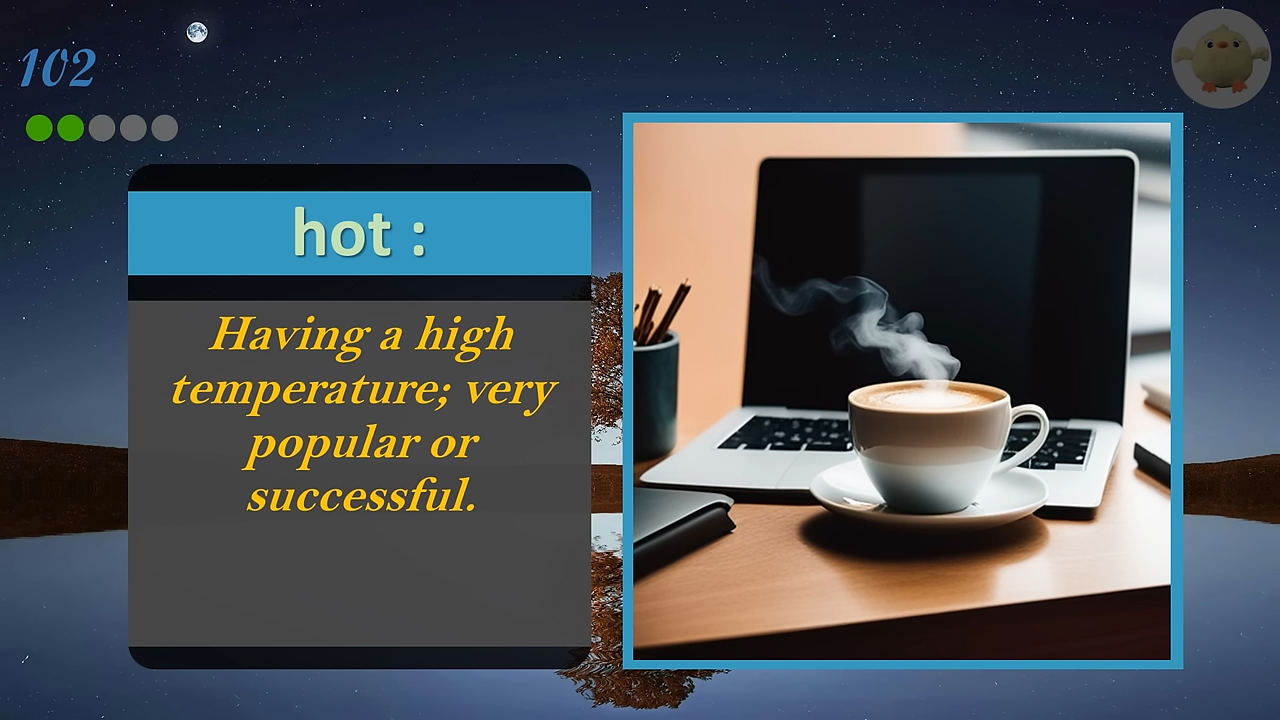 102
hot :
Having a high
temperature; very
popular or
successful.